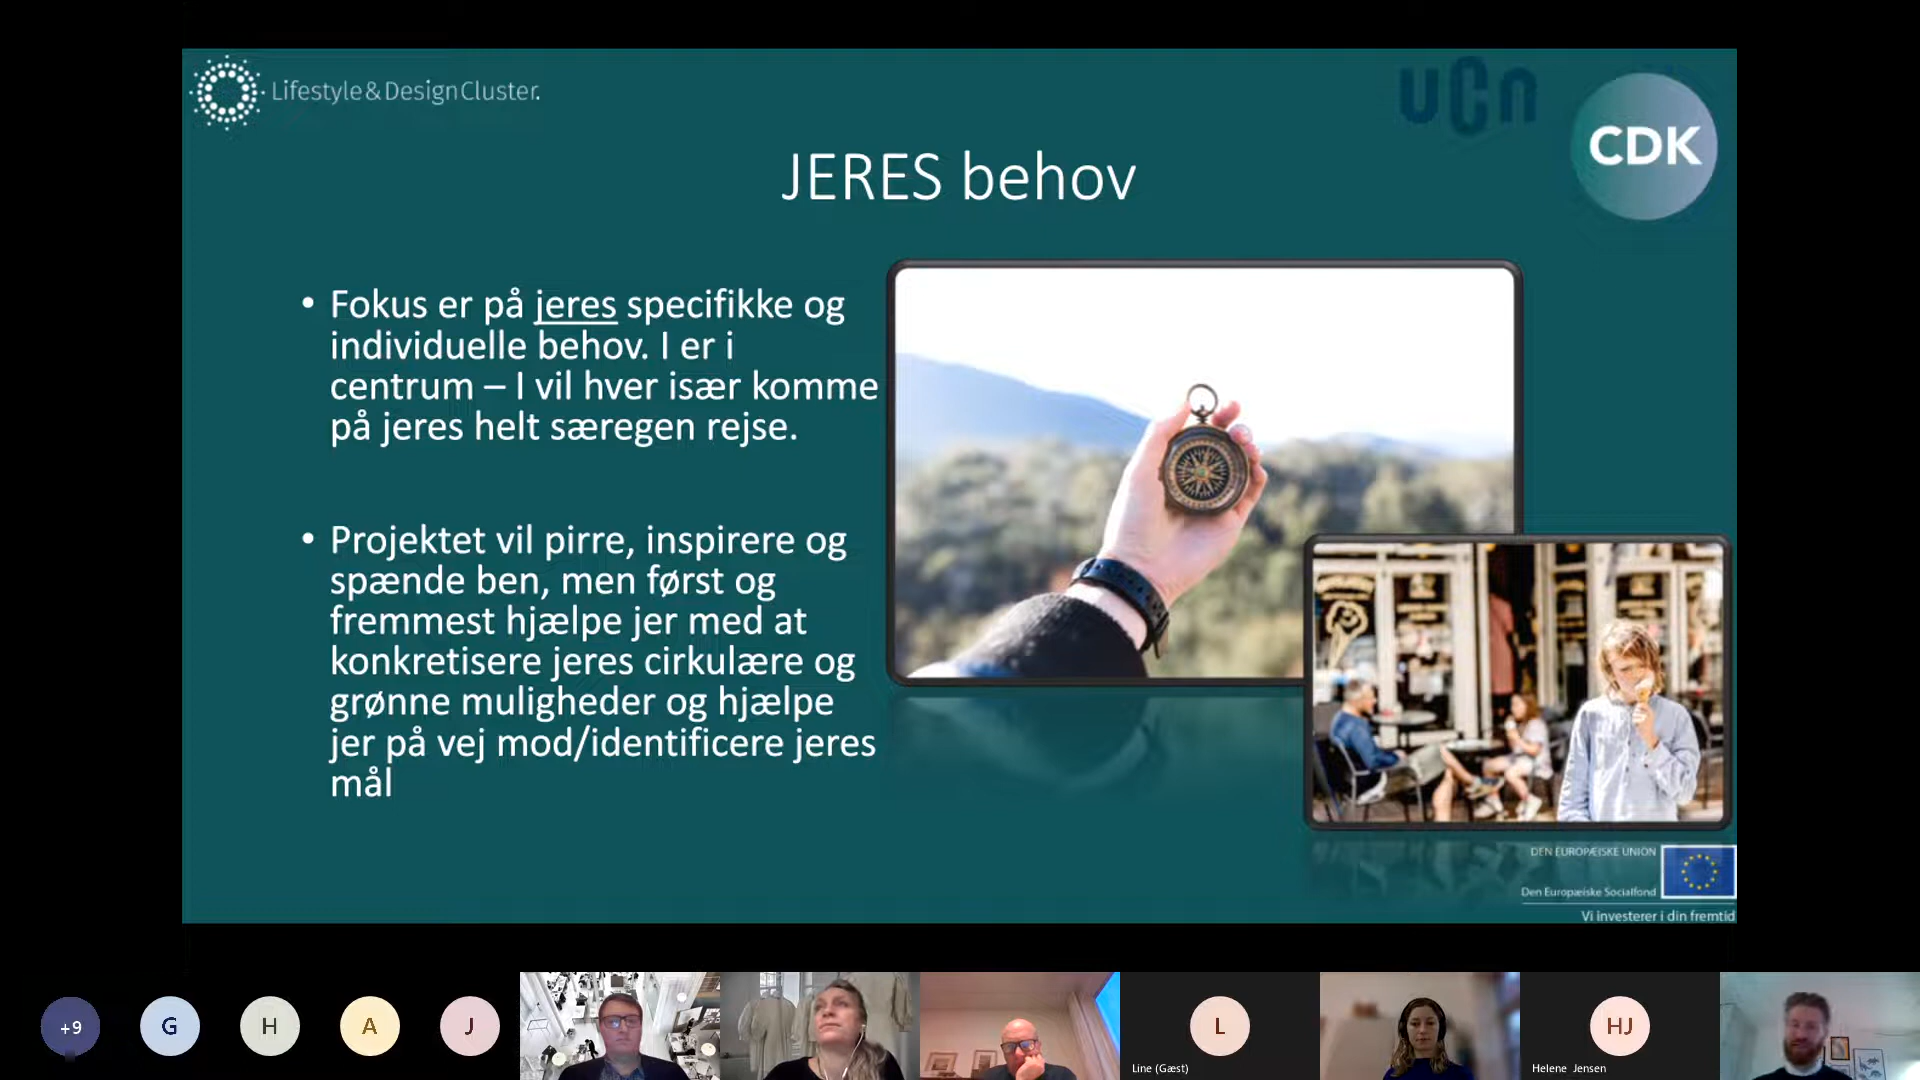 Lifestyle & Design Cluster.
ucn
CDK
JERES behov
• Fokus er på jeres specifikke og
individuelle behov. I er i
centrum – I vil hver især komme
på jeres helt særegen rejse.
• Projektet vil pirre, inspirere og
spænde ben, men først og
fremmest hjælpe jer med at
konkretisere jeres cirkulære og
grønne muligheder og hjælpe
jer på vej mod/identificere jeres
mål
DEN EUROPÆISKE UNION
Den Europæiske Socialfond
Vi investerer i din fremtid
+9
G
H
A
J
L
Line (Gæst)
HJ
Helene Jensen